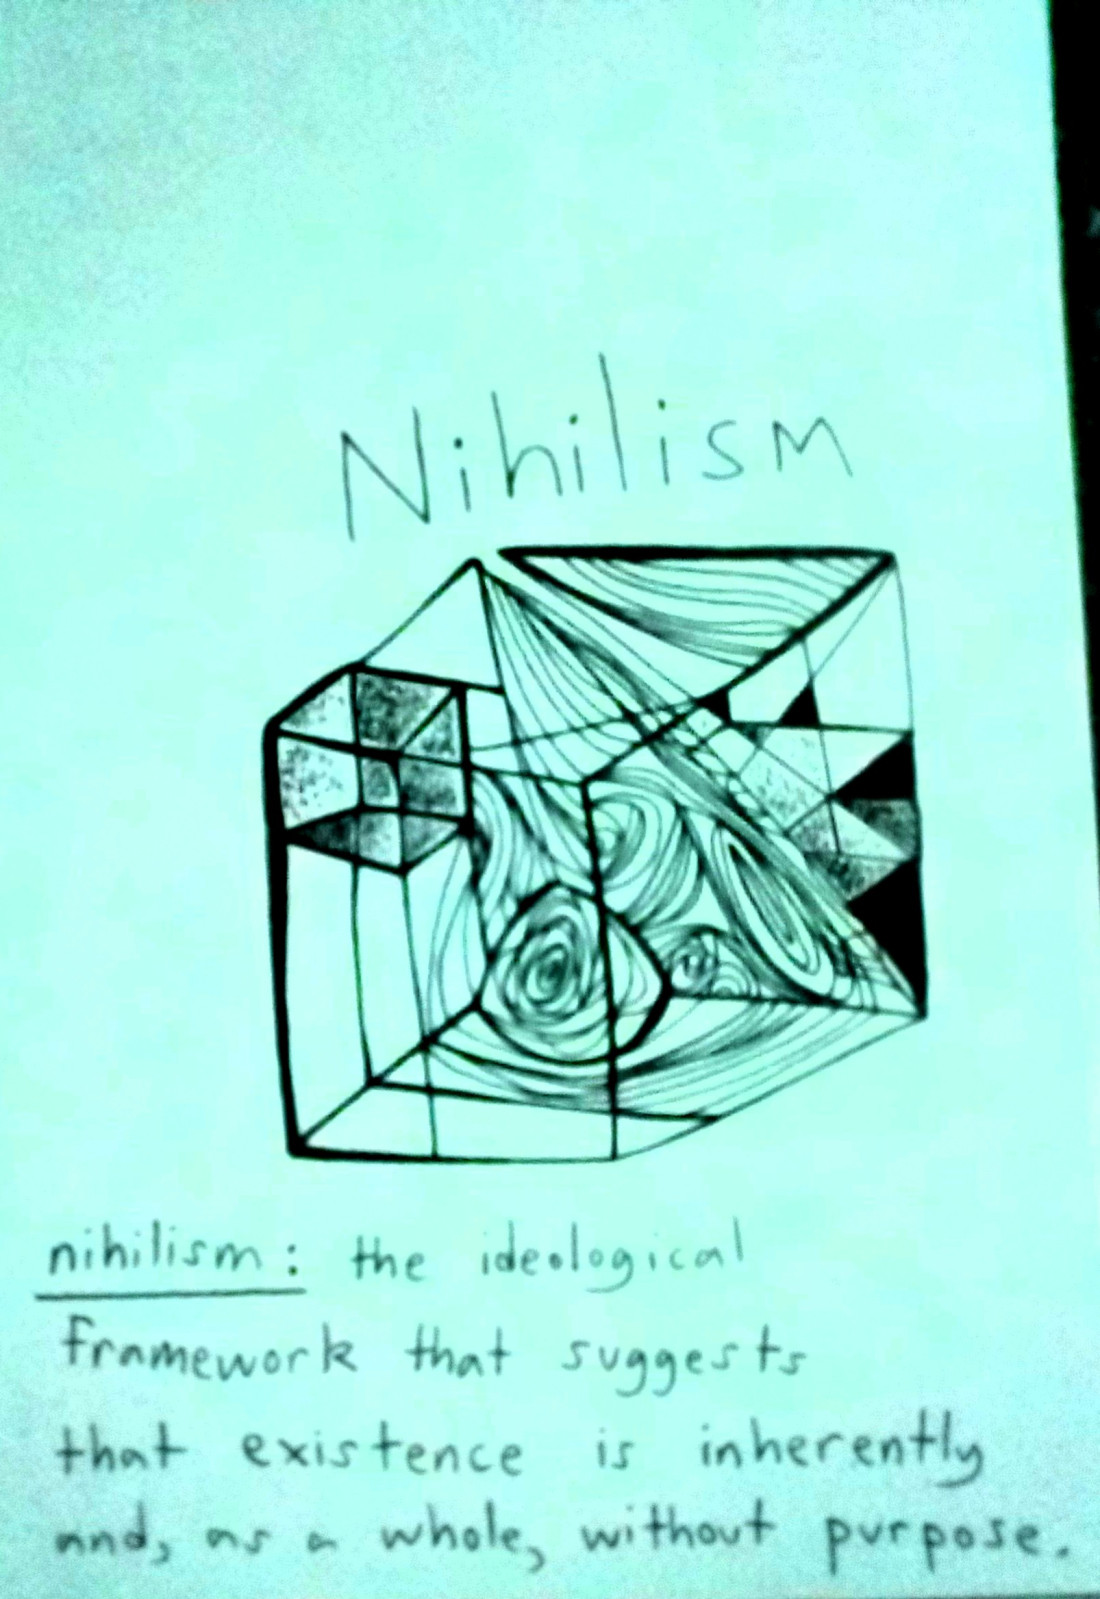 Nihilism
nihilism: the ideological
framework that suggests
that existence is inherently
and, as a whole, without purpose.